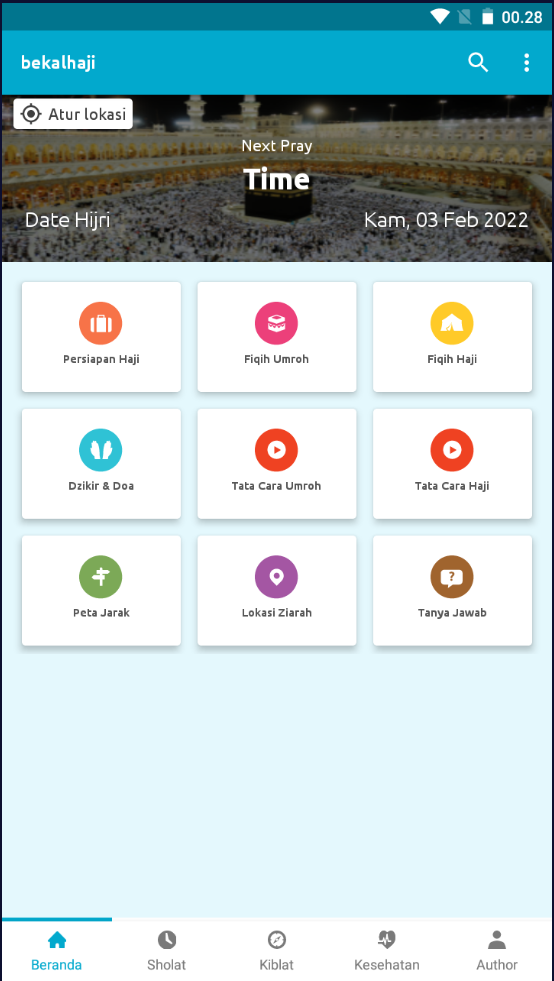 00.28
bekalhaji
Atur lokasi
Next Pray
Time
Date Hijri
Kam, 03 Feb 2022
Persiapan Haji
Fiqih Umroh
Fiqih Haji
Dzikir & Doa
Tata Cara Umroh
Tata Cara Haji
Peta Jarak
Lokasi Ziarah
?
Tanya Jawab
Beranda
Sholat
Kiblat
Kesehatan
Author